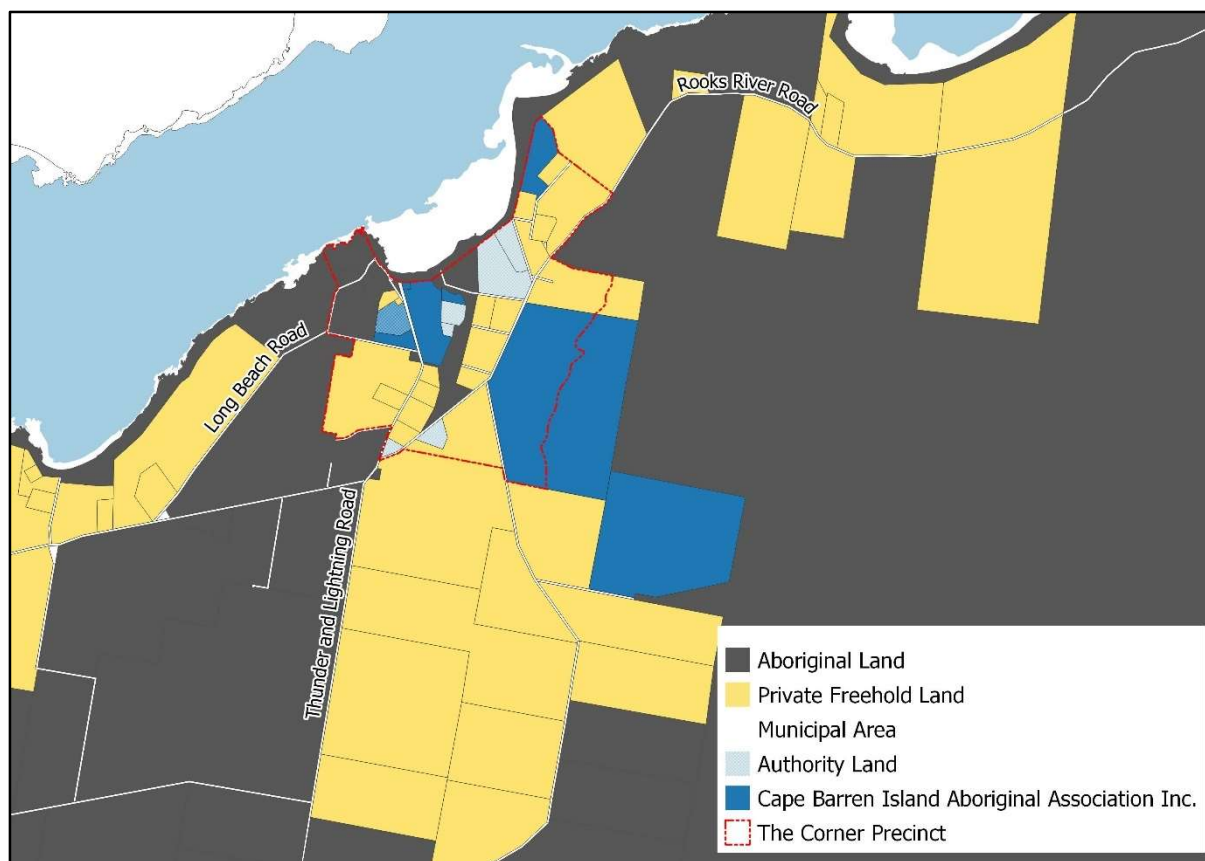 Rooks River Road
Long Beach Road
Thunder and Lightning Road
Aboriginal Land
Private Freehold Land
Municipal Area
Authority Land
Cape Barren Island Aboriginal Association Inc.
The Corner Precinct